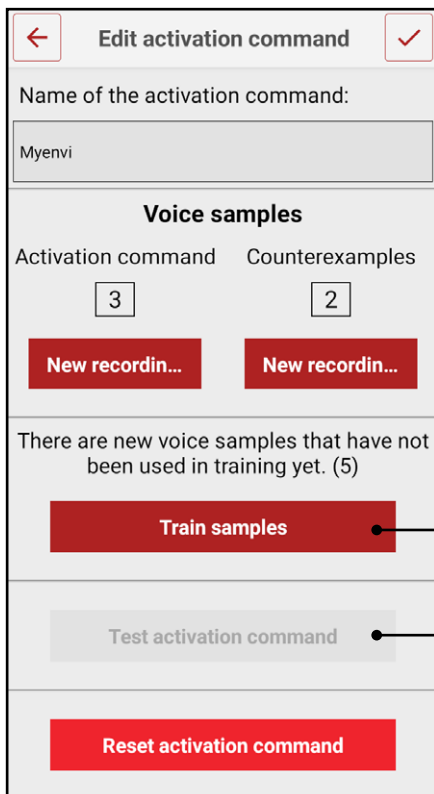 Edit activation command
Name of the activation command:
Myenvi
Voice samples
Activation command
Counterexamples
3
2
New recordin...
New recordin...
There are new voice samples that have not
been used in training yet. (5)
Train samples
Test activation command
Reset activation command